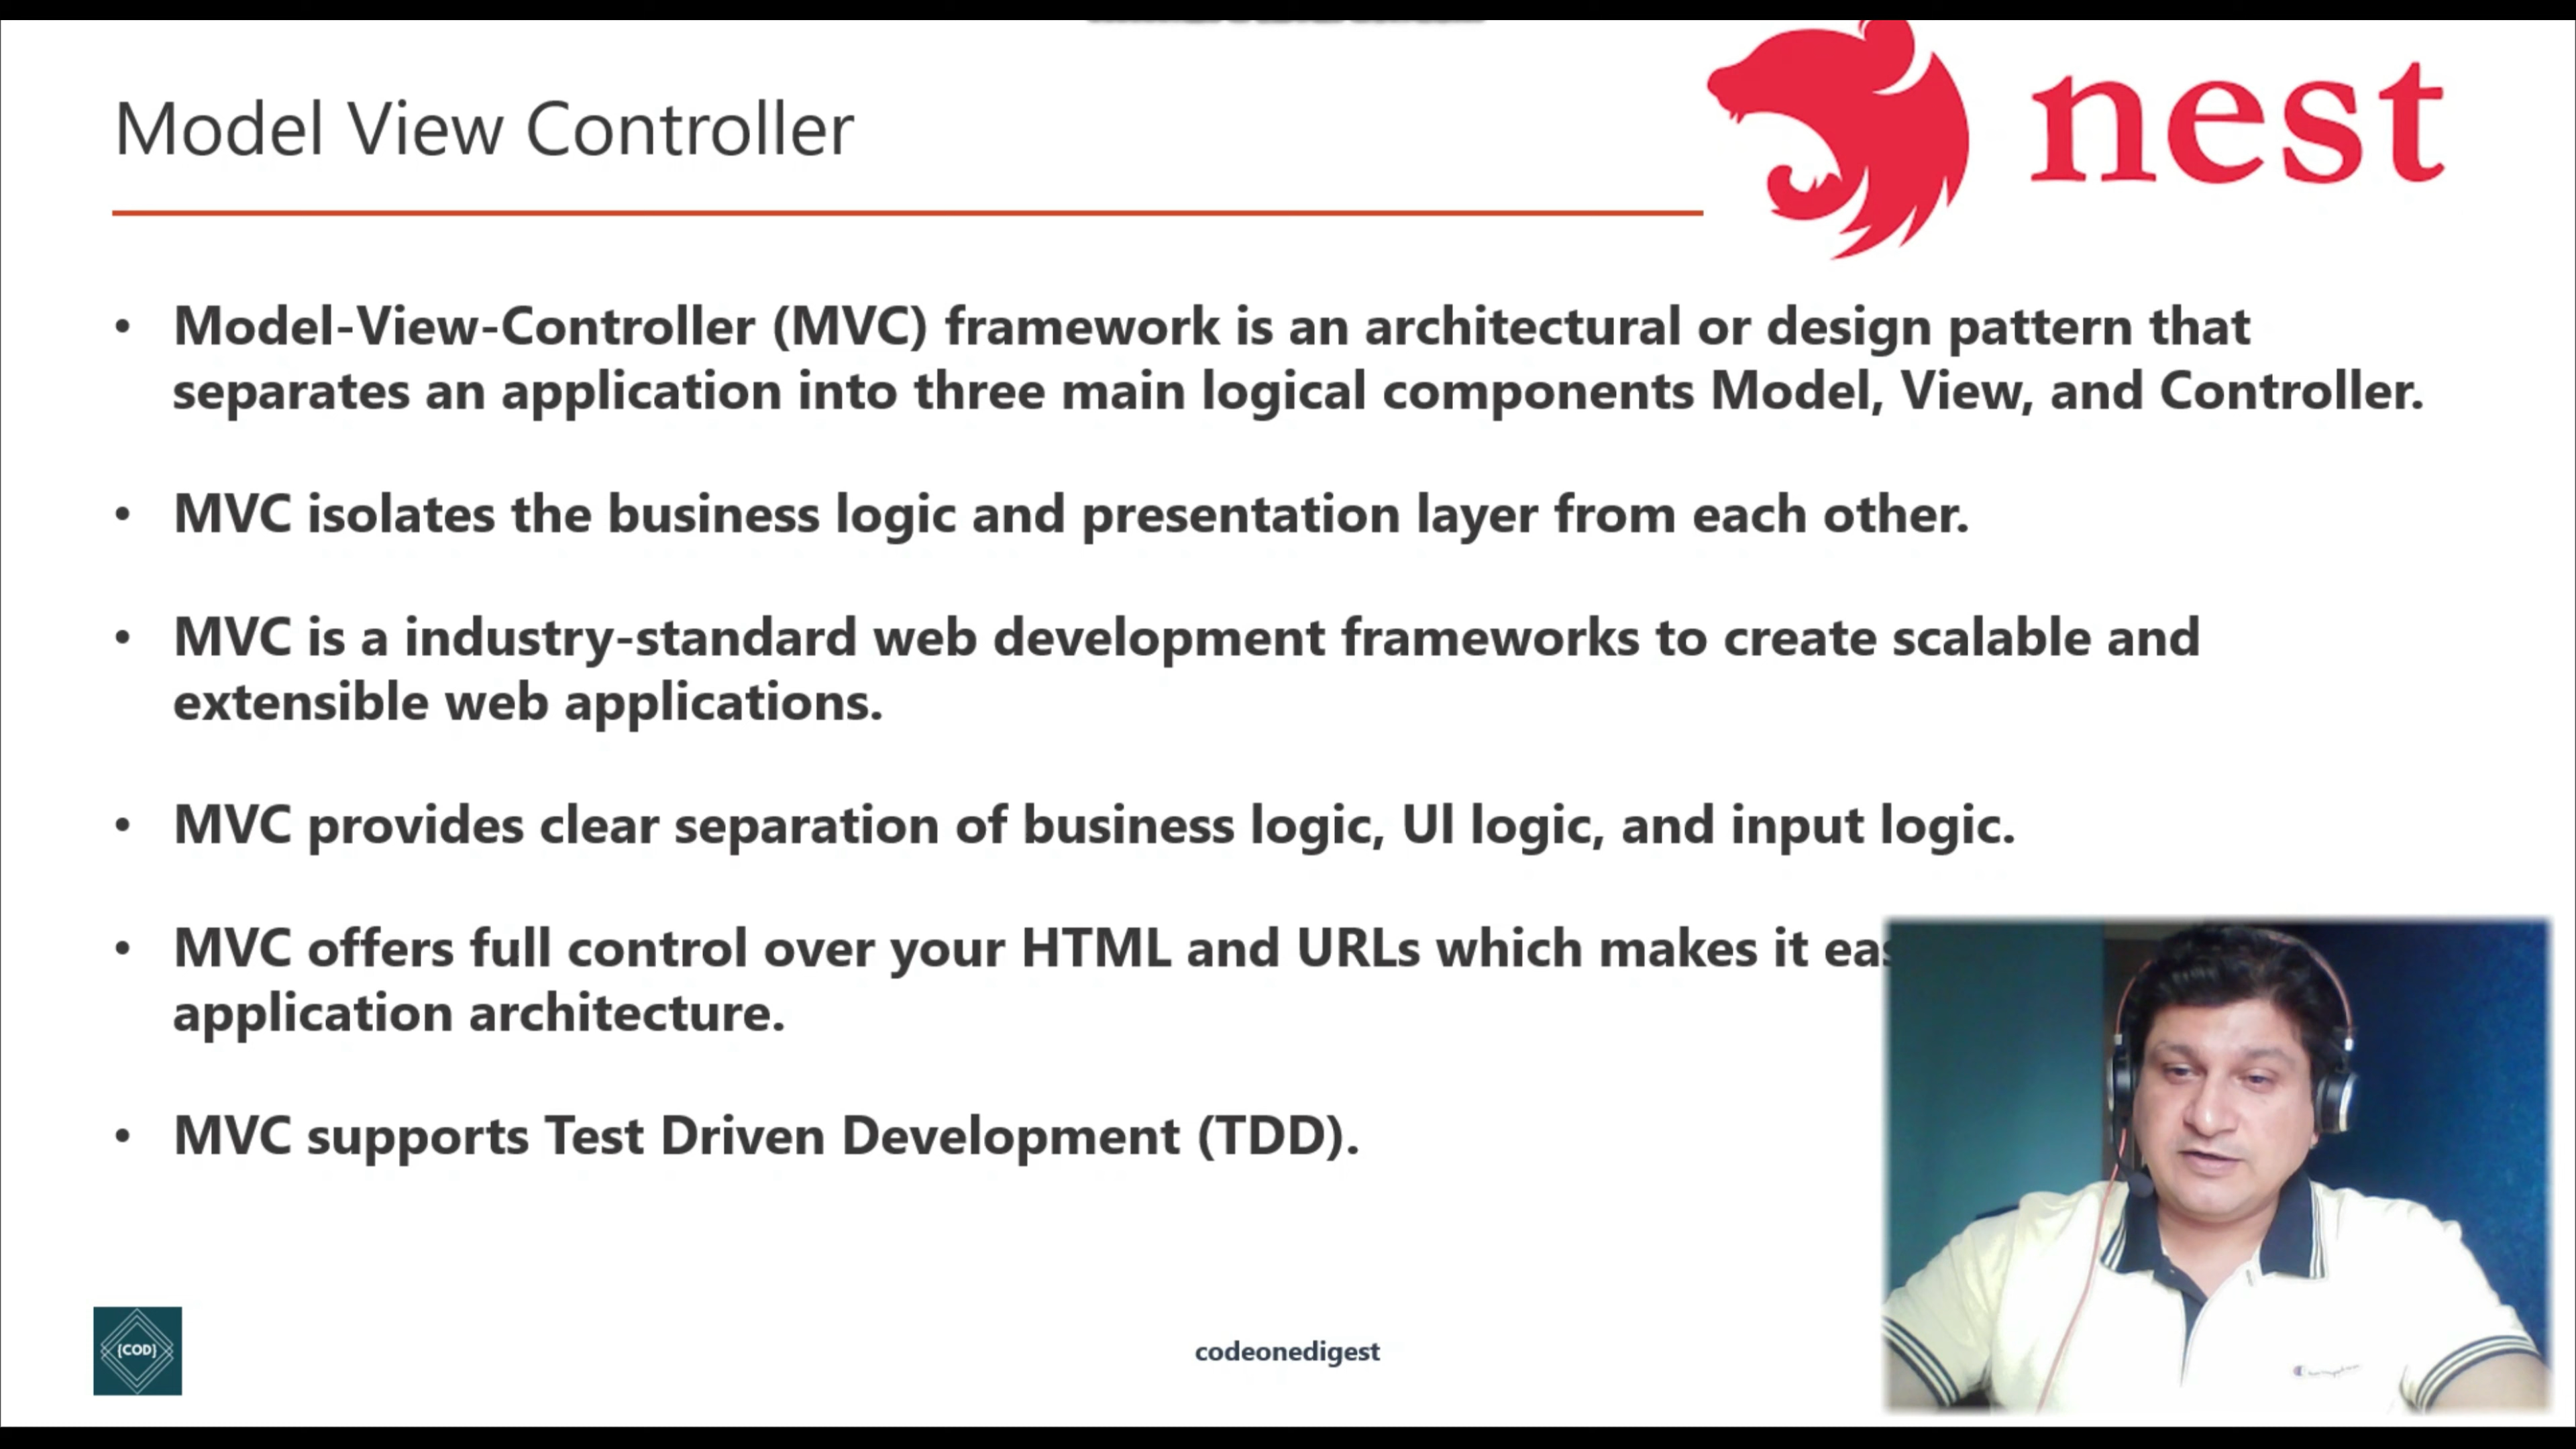 Model View Controller
nest
• Model-View-Controller (MVC) framework is an architectural or design pattern that
separates an application into three main logical components Model, View, and Controller.
• MVC isolates the business logic and presentation layer from each other.
• MVC is a industry-standard web development frameworks to create scalable and
extensible web applications.
• MVC provides clear separation of business logic, UI logic, and input logic.
• MVC offers full control over your HTML and URLs which makes it
application architecture.
• MVC supports Test Driven Development (TDD).
{COD}
codeonedigest